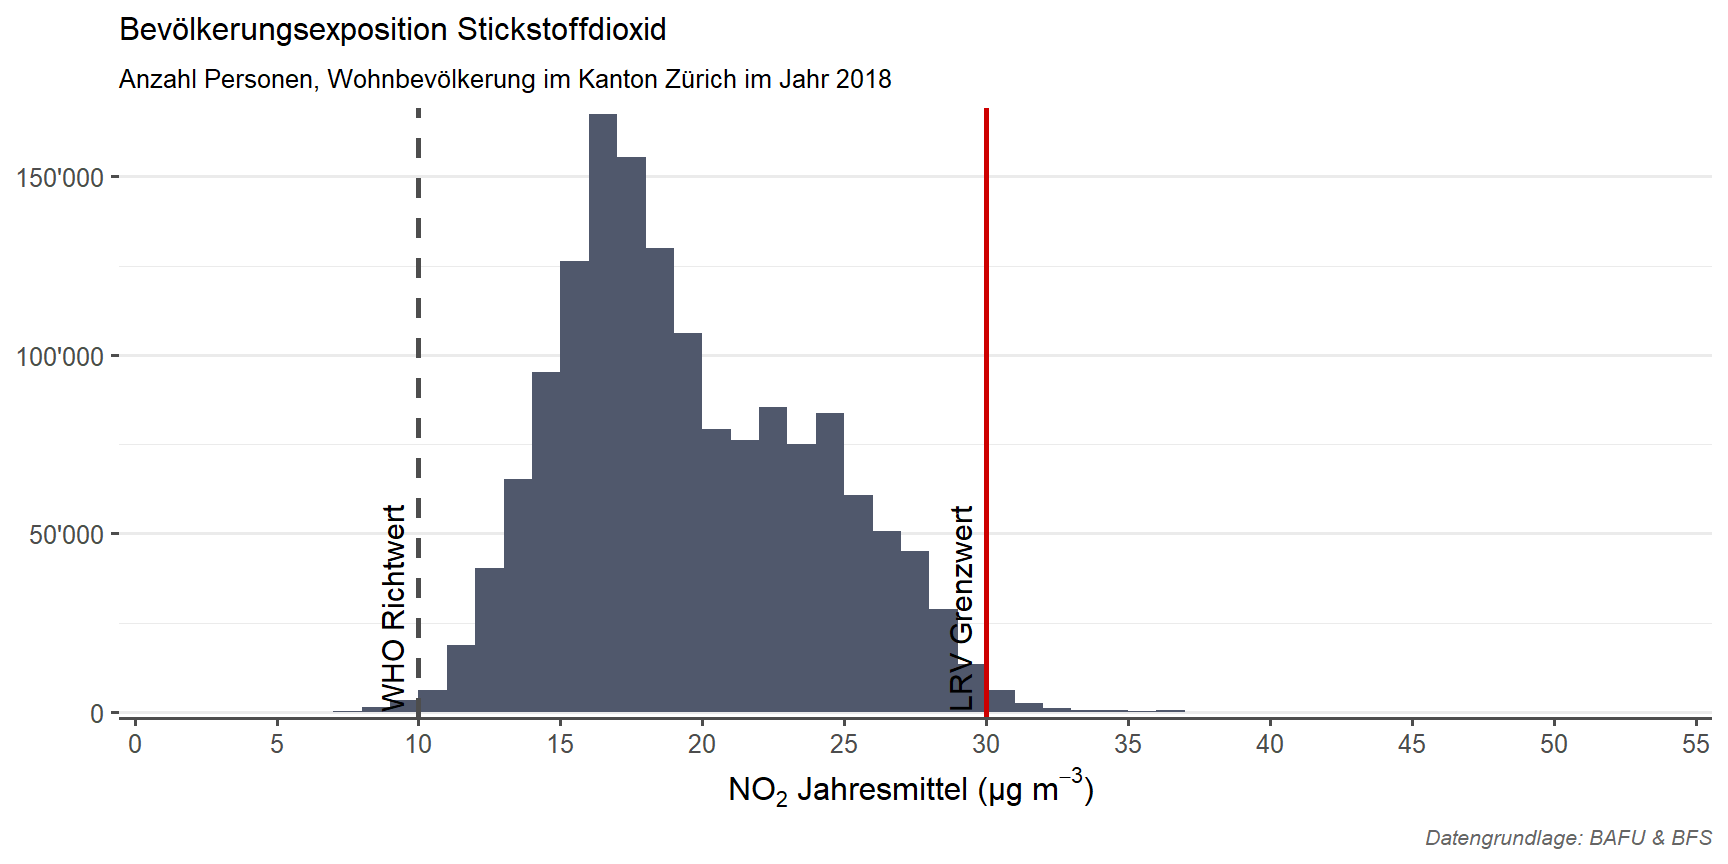 Bevölkerungsexposition Stickstoffdioxid
Anzahl Personen, Wohnbevölkerung im Kanton Zürich im Jahr 2018
150'000
100'000
50'000
0
WHO Richtwert
LRV Grenzwert
0 5 10 15 20 25 30 35 40 45 50 55
NO₂ Jahresmittel (µg m⁻³)
Datengrundlage: BAFU & BFS